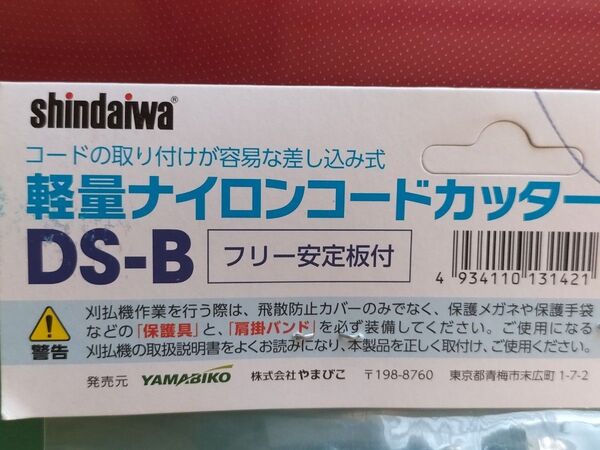 shindaiwa®
コードの取り付けが容易な差し込み式
軽量ナイロンコードカッター
DS-B フリー安定板付
4 934110 131421
刈払機作業を行う際は、飛散防止カバーのみでなく、保護メガネや保護手袋
などの「保護具」と、「肩掛バンド」を必ず装備してください。ご使用になる
刈払機の取扱説明書をよくお読みになり、本製品を正しく取付け、ご使用ください。
警告
発売元 YAMABIKO 株式会社 やまびこ 〒198-8760 東京都青梅市末広町 1-7-2